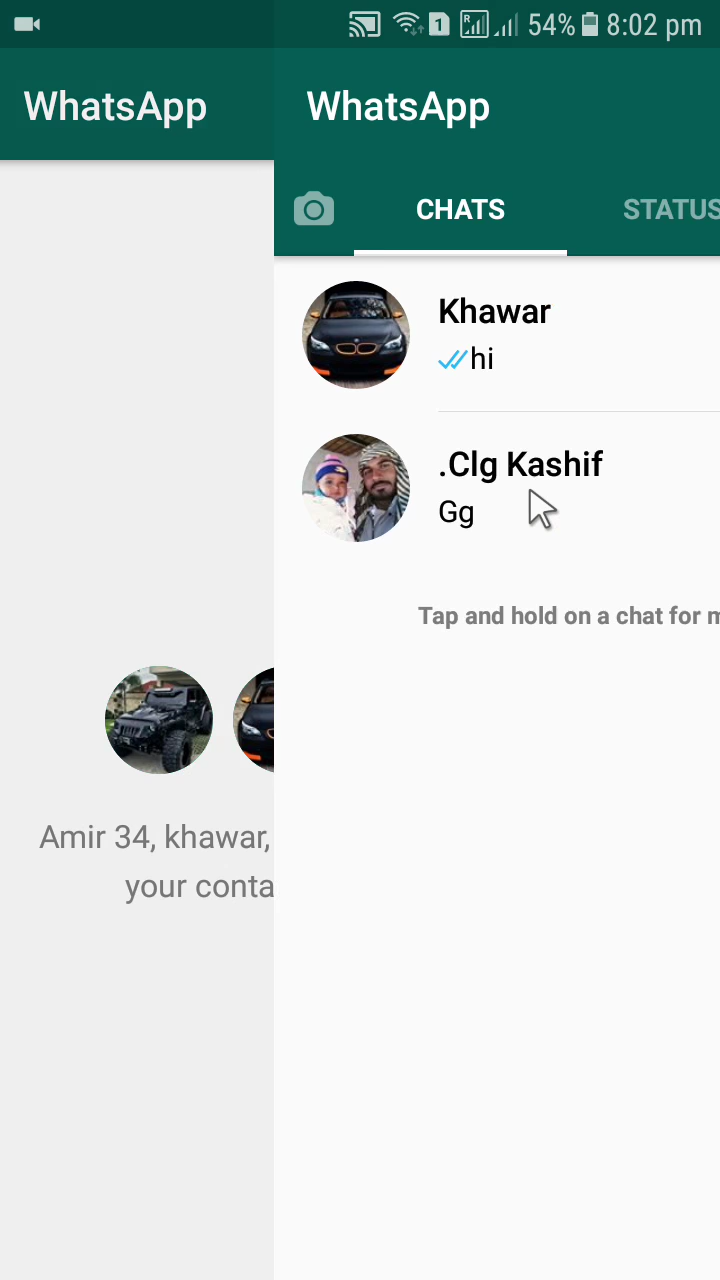 1 R 54% 8:02 pm
WhatsApp
WhatsApp
CHATS STATUS
Khawar
hi
.Clg Kashif
Gg
Tap and hold on a chat for m
Amir 34, khawar,
your conta